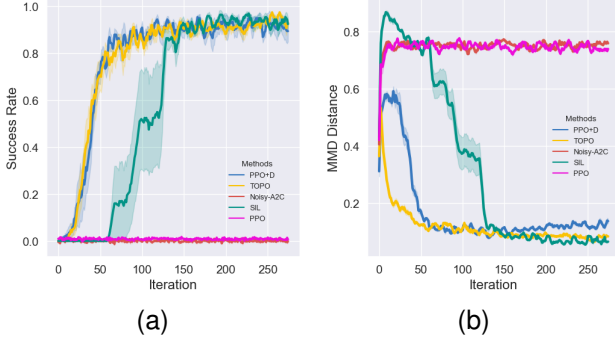 1.0
0.8
0.6
0.4
0.2
0.0
Success Rate
0 50 100 150 200 250
Iteration
Methods
PPO+D
TOPO
Noisy-A2C
SIL
PPO
(a)
0.8
0.6
0.4
0.2
MMD Distance
0 50 100 150 200 250
Iteration
Methods
PPO+D
TOPO
Noisy-A2C
SIL
PPO
(b)